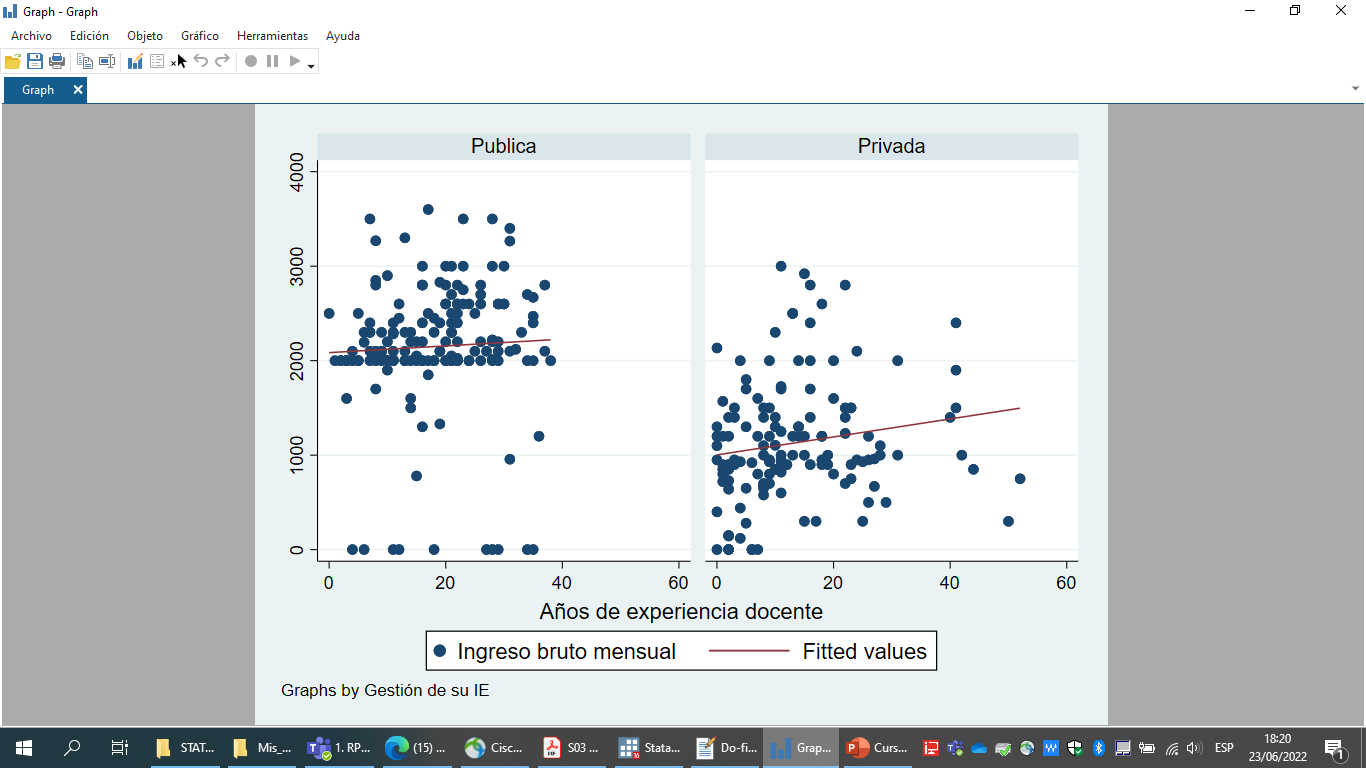 Graph - Graph
Archivo Edición Objeto Gráfico Herramientas Ayuda
Graph
Publica Privada
4000
3000
2000
1000
0
0 20 40 60 0 20 40 60
Años de experiencia docente
Ingreso bruto mensual Fitted values
Graphs by Gestión de su IE
STAT... Mis_... 1. RP... (15) ... Cisc... S03 ... Stata... Do-fi... Grap... Curs... ESP 18:20
23/06/2022
1